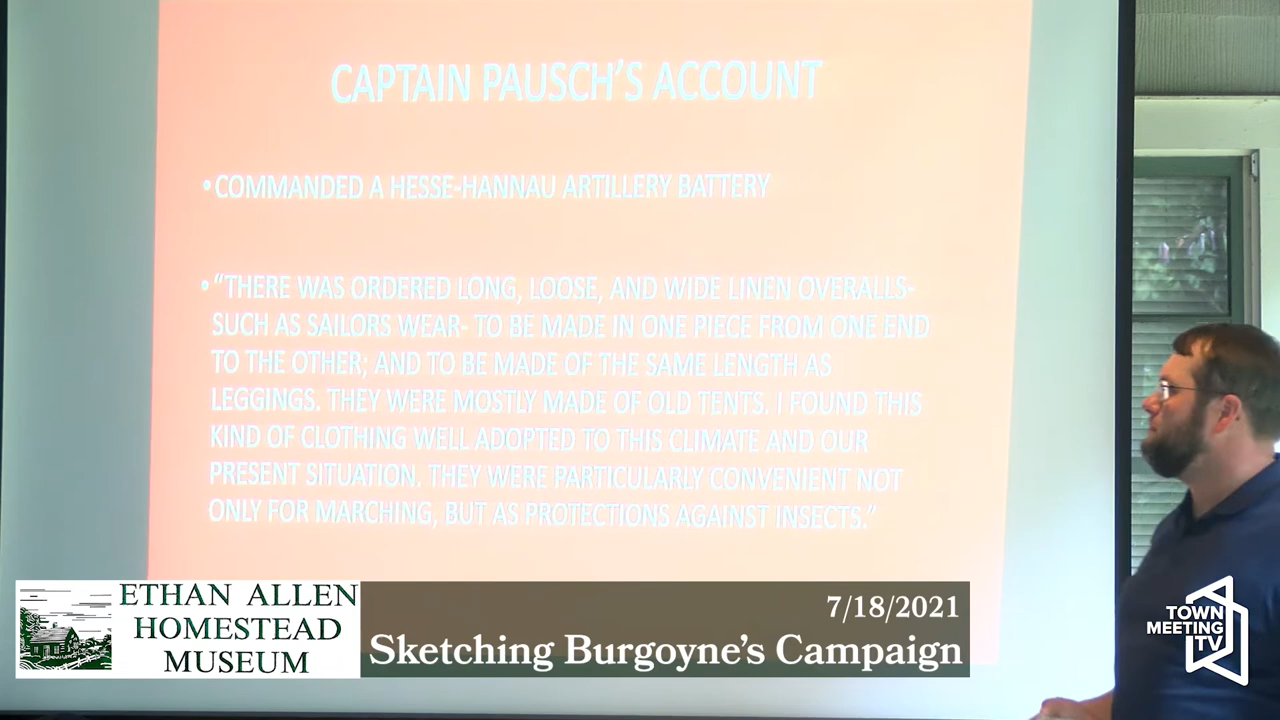 CAPTAIN PAUSCH'S ACCOUNT
•COMMANDED A HESSE-HANNAU ARTILLERY BATTERY
•"THERE WAS ORDERED LONG, LOOSE, AND WIDE LINEN OVERALLS-
SUCH AS SAILORS WEAR- TO BE MADE IN ONE PIECE FROM ONE END
TO THE OTHER; AND TO BE MADE OF THE SAME LENGTH AS
LEGGINGS. THEY WERE MOSTLY MADE OF OLD TENTS. I FOUND THIS
KIND OF CLOTHING WELL ADOPTED TO THIS CLIMATE AND OUR
PRESENT SITUATION. THEY WERE PARTICULARLY CONVENIENT NOT
ONLY FOR MARCHING, BUT AS PROTECTIONS AGAINST INSECTS."
ETHAN ALLEN
HOMESTEAD
MUSEUM
7/18/2021
Sketching Burgoyne's Campaign
TOWN
MEETING
TV